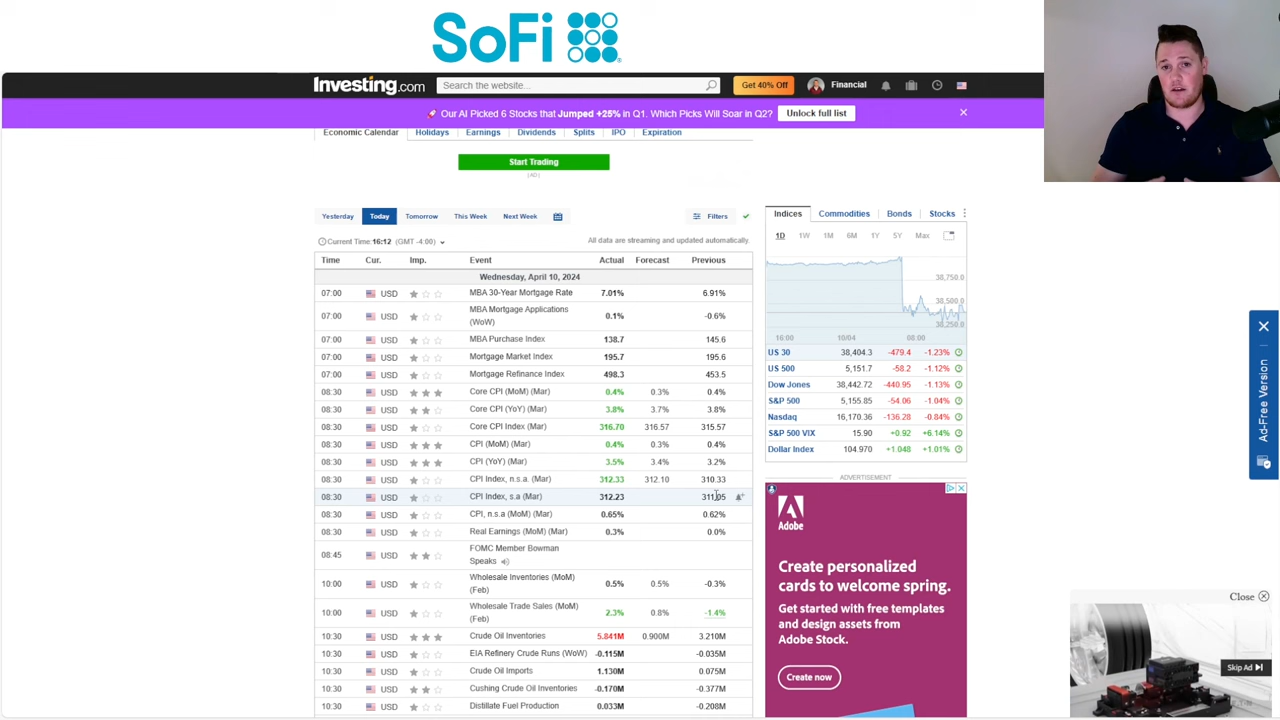 SoFi
Investing.com
Search the website...
Get 40% Off
Financial
🚀 Our AI Picked 6 Stocks that Jumped +25% in Q1. Which Picks Will Soar in Q2?
Unlock full list
Economic Calendar Holidays Earnings Dividends Splits IPO Expiration
Start Trading
(AD)
Yesterday Today Tomorrow This Week Next Week Filters
Current Time: 16:12 (GMT -4:00)
All data are streaming and updated automatically.
Time Cur. Imp. Event Actual Forecast Previous
Wednesday, April 10, 2024
07:00 USD MBA 30-Year Mortgage Rate 7.01% 6.91%
07:00 USD MBA Mortgage Applications (WoW) 0.1% -0.6%
07:00 USD MBA Purchase Index 138.7 145.6
07:00 USD Mortgage Market Index 195.7 195.6
07:00 USD Mortgage Refinance Index 498.3 453.5
08:30 USD Core CPI (MoM) (Mar) 0.4% 0.3% 0.4%
08:30 USD Core CPI (YoY) (Mar) 3.8% 3.7% 3.8%
08:30 USD Core CPI Index (Mar) 316.70 316.57 315.57
08:30 USD CPI (MoM) (Mar) 0.4% 0.3% 0.4%
08:30 USD CPI (YoY) (Mar) 3.5% 3.4% 3.2%
08:30 USD CPI Index, n.s.a. (Mar) 312.33 312.10 310.33
08:30 USD CPI Index, s.a (Mar) 312.23 311.05
08:30 USD CPI, n.s.a (MoM) (Mar) 0.65% 0.62%
08:30 USD Real Earnings (MoM) (Mar) 0.3% 0.0%
08:45 USD FOMC Member Bowman Speaks
10:00 USD Wholesale Inventories (MoM) (Feb) 0.5% 0.5% -0.3%
10:00 USD Wholesale Trade Sales (MoM) (Feb) 2.3% 0.8% -1.4%
10:30 USD Crude Oil Inventories 5.841M 0.900M 3.210M
10:30 USD EIA Refinery Crude Runs (WoW) -0.115M -0.035M
10:30 USD Crude Oil Imports 1.130M 0.075M
10:30 USD Cushing Crude Oil Inventories -0.170M -0.377M
10:30 USD Distillate Fuel Production 0.033M -0.208M
Indices Commodities Bonds Stocks
1D 1W 1M 6M 1Y 5Y Max
38,750.0
38,500.0
38,250.0
16:00 10/04 08:00
US 30 38,404.3 -479.4 -1.23%
US 500 5,151.7 -58.2 -1.12%
Dow Jones 38,442.72 -440.95 -1.13%
S&P 500 5,155.85 -54.06 -1.04%
Nasdaq 16,170.36 -136.28 -0.84%
S&P 500 VIX 15.90 +0.92 +6.14%
Dollar Index 104.970 +1.048 +1.01%
ADVERTISEMENT
Adobe
Create personalized
cards to welcome spring.
Get started with free templates
and design assets from
Adobe Stock.
Create now
Ad-Free Version
Close
Skip Ad